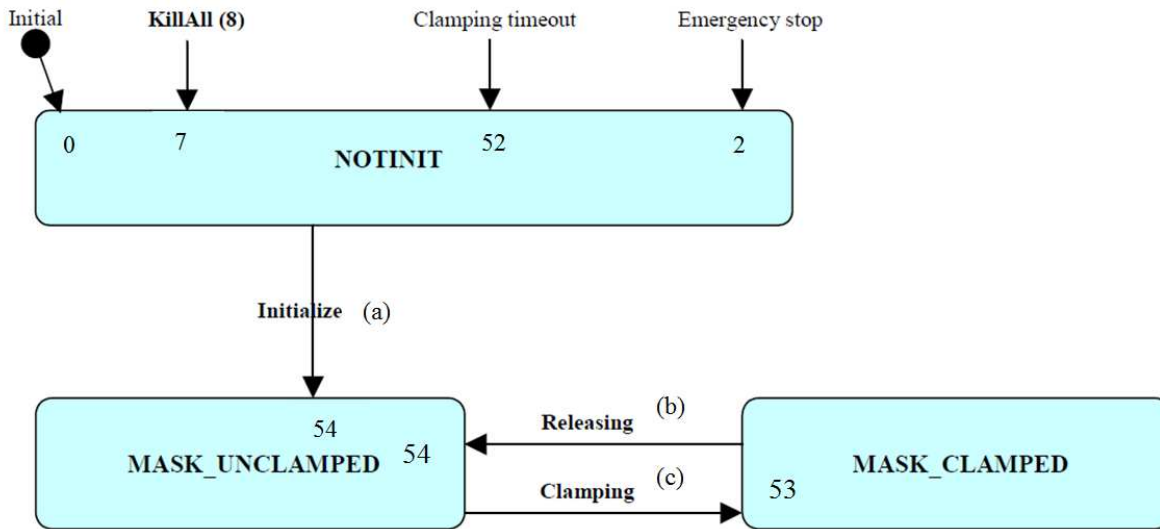 Initial
KillAll (8)
Clamping timeout
Emergency stop
0
7
52
2
NOTINIT
Initialize (a)
54
MASK_UNCLAMPED 54
Releasing (b)
Clamping (c)
MASK_CLAMPED
53